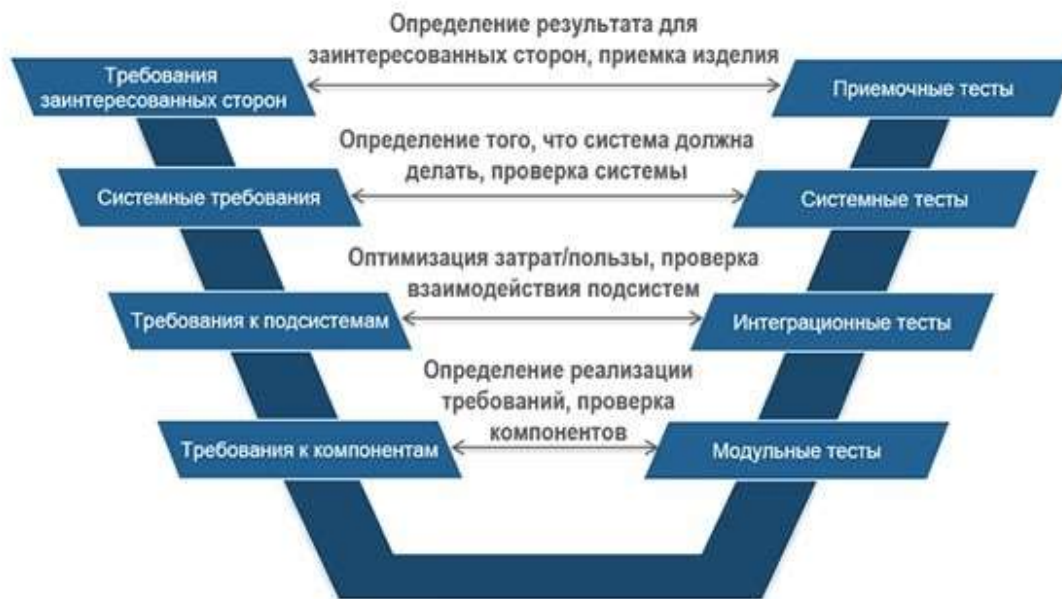 Определение результата для
заинтересованных сторон, приемка изделия
Требования
заинтересованных сторон
Приемочные тесты
Определение того, что система должна
делать, проверка системы
Системные требования
Системные тесты
Оптимизация затрат/пользы, проверка
взаимодействия подсистем
Требования к подсистемам
Интеграционные тесты
Определение реализации
требований, проверка
компонентов
Требования к компонентам
Модульные тесты